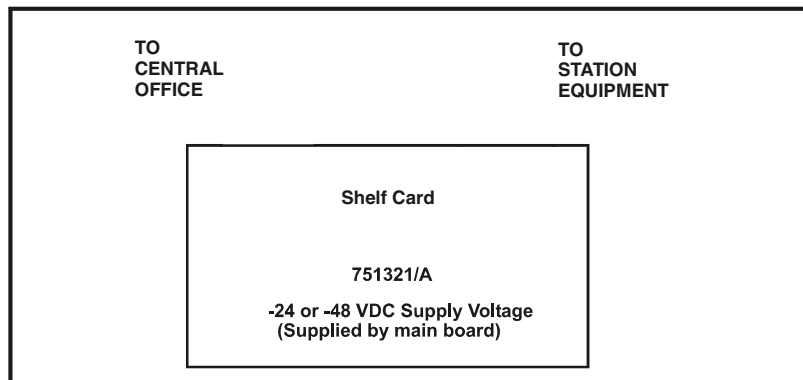 TO
CENTRAL
OFFICE
TO
STATION
EQUIPMENT
Shelf Card
751321/A
-24 or -48 VDC Supply Voltage
(Supplied by main board)